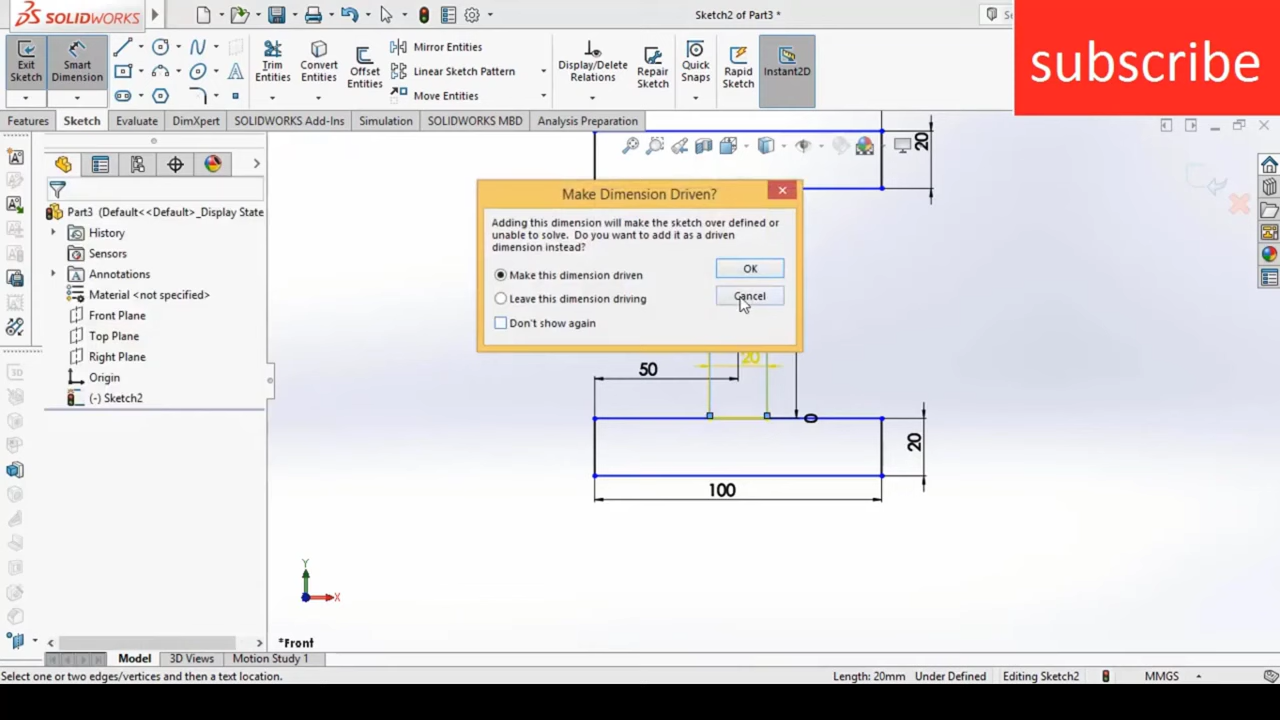 SOLIDWORKS
Sketch2 of Part3 *
subscribe
Exit Sketch
Smart Dimension
Trim Entities
Convert Entities
Offset Entities
Mirror Entities
Linear Sketch Pattern
Move Entities
Display/Delete Relations
Repair Sketch
Quick Snaps
Rapid Sketch
Instant2D
Features
Sketch
Evaluate
DimXpert
SOLIDWORKS Add-Ins
Simulation
SOLIDWORKS MBD
Analysis Preparation
Part3 (Default<<Default>_Display State
History
Sensors
Annotations
Material <not specified>
Front Plane
Top Plane
Right Plane
Origin
(-) Sketch2
20
Make Dimension Driven?
Adding this dimension will make the sketch over defined or
unable to solve. Do you want to add it as a driven
dimension instead?
Make this dimension driven
Leave this dimension driving
Don't show again
OK
Cancel
20
50
0
20
100
Y
X
*Front
Model
3D Views
Motion Study 1
Select one or two edges/vertices and then a text location.
Length: 20mm
Under Defined
Editing Sketch2
MMGS